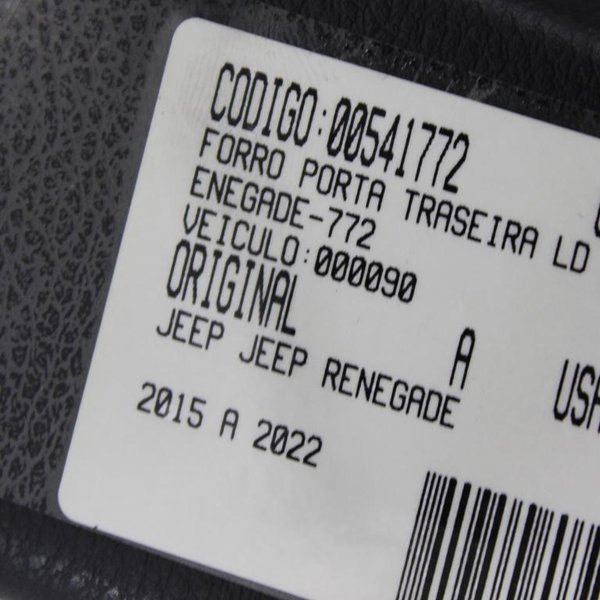 CODIGO:00541772
FORRO PORTA TRASEIRA LD
ENEGADE-772
VEICULO:000090
ORIGINAL A
JEEP JEEP RENEGADE
2015 A 2022